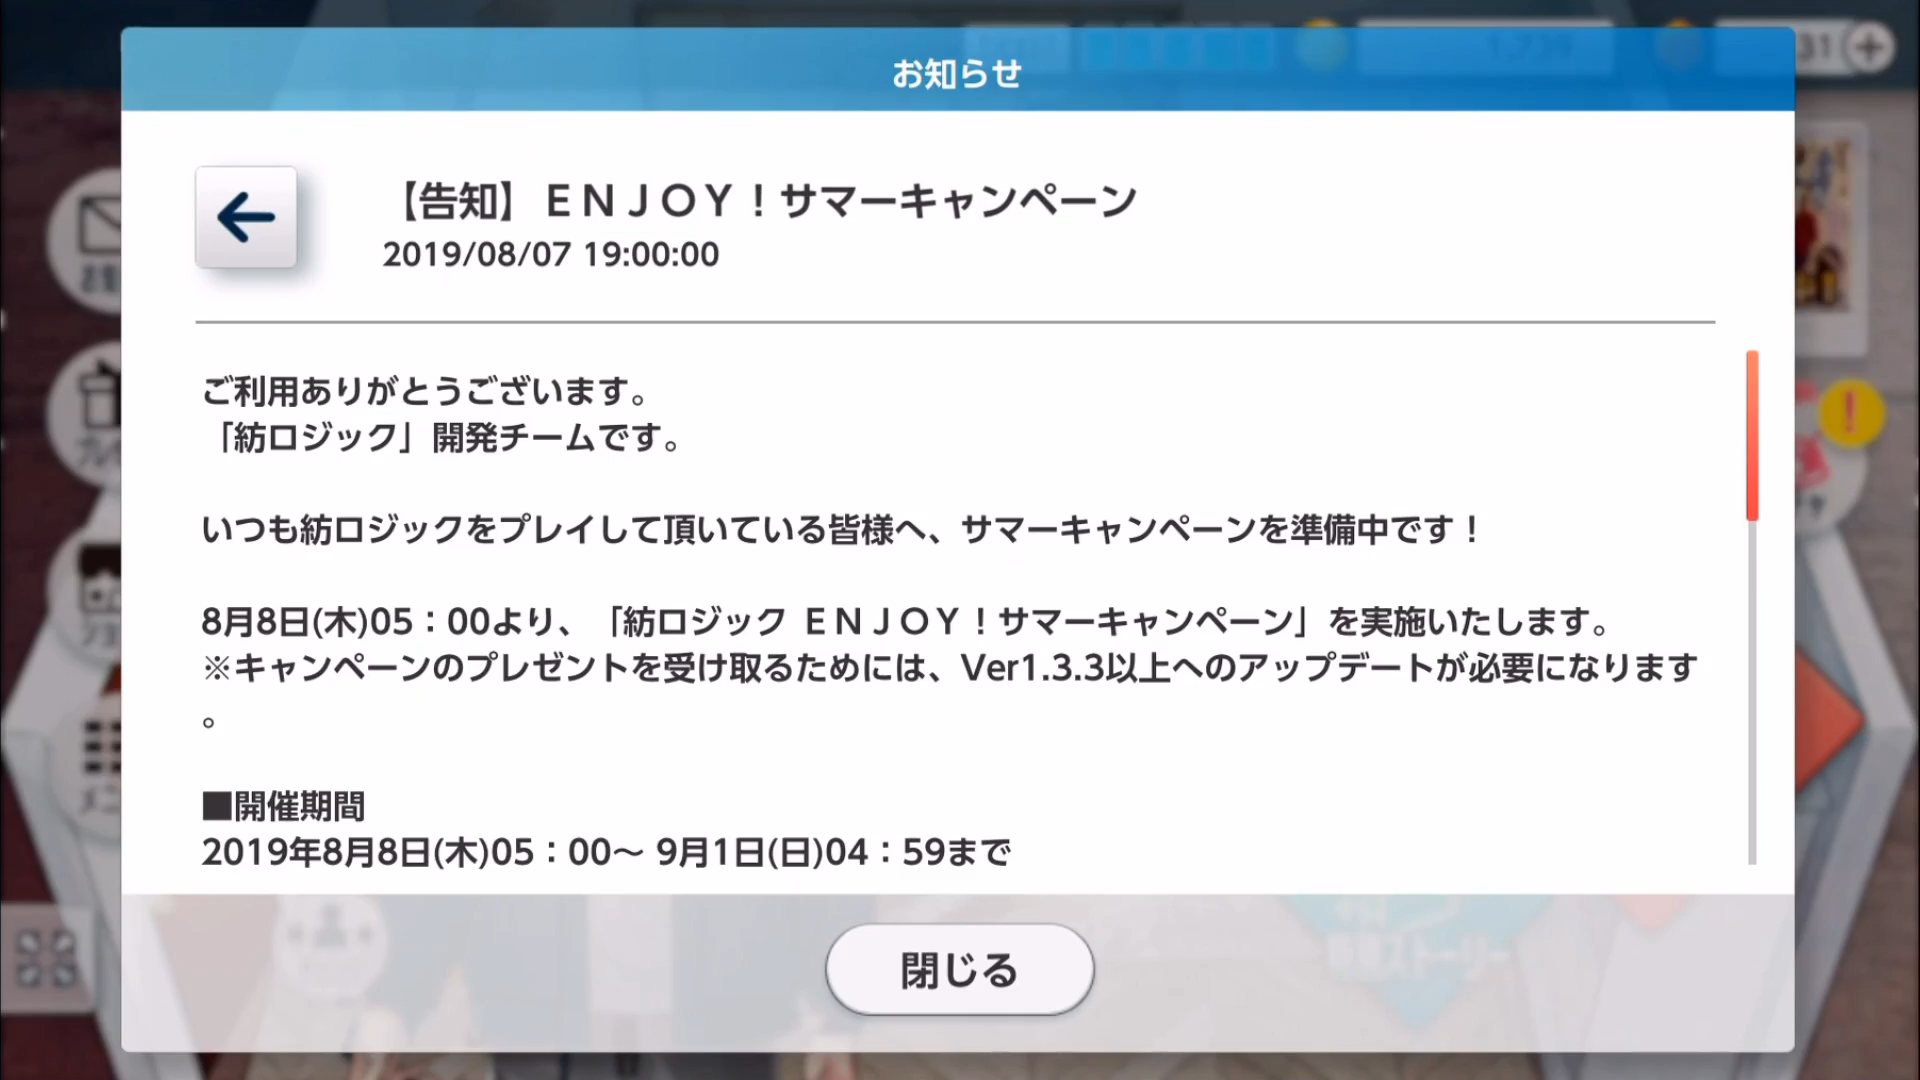 お知らせ
【告知】ＥＮＪＯＹ！サマーキャンペーン
2019/08/07 19:00:00
ご利用ありがとうございます。
「紡ロジック」開発チームです。
いつも紡ロジックをプレイして頂いている皆様へ、サマーキャンペーンを準備中です！
8月8日(木)05：00より、「紡ロジック ＥＮＪＯＹ！サマーキャンペーン」を実施いたします。
※キャンペーンのプレゼントを受け取るためには、Ver1.3.3以上へのアップデートが必要になります
。
■開催期間
2019年8月8日(木)05：00～ 9月1日(日)04：59まで
閉じる